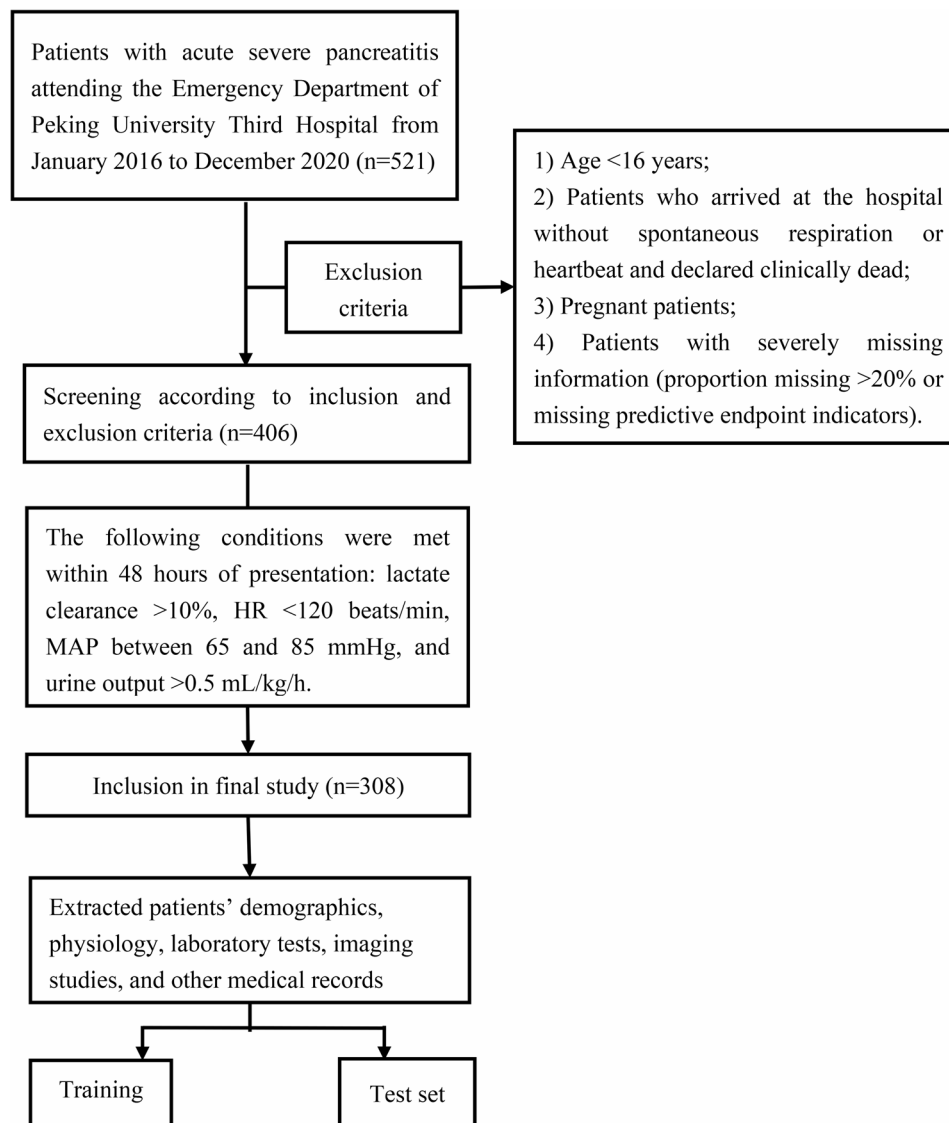 Patients with acute severe pancreatitis
attending the Emergency Department of
Peking University Third Hospital from
January 2016 to December 2020 (n=521)
Exclusion
criteria
1) Age <16 years;
2) Patients who arrived at the hospital
without spontaneous respiration or
heartbeat and declared clinically dead;
3) Pregnant patients;
4) Patients with severely missing
information (proportion missing >20% or
missing predictive endpoint indicators).
Screening according to inclusion and
exclusion criteria (n=406)
The following conditions were met
within 48 hours of presentation: lactate
clearance >10%, HR <120 beats/min,
MAP between 65 and 85 mmHg, and
urine output >0.5 mL/kg/h.
Inclusion in final study (n=308)
Extracted patients’ demographics,
physiology, laboratory tests, imaging
studies, and other medical records
Training
Test set